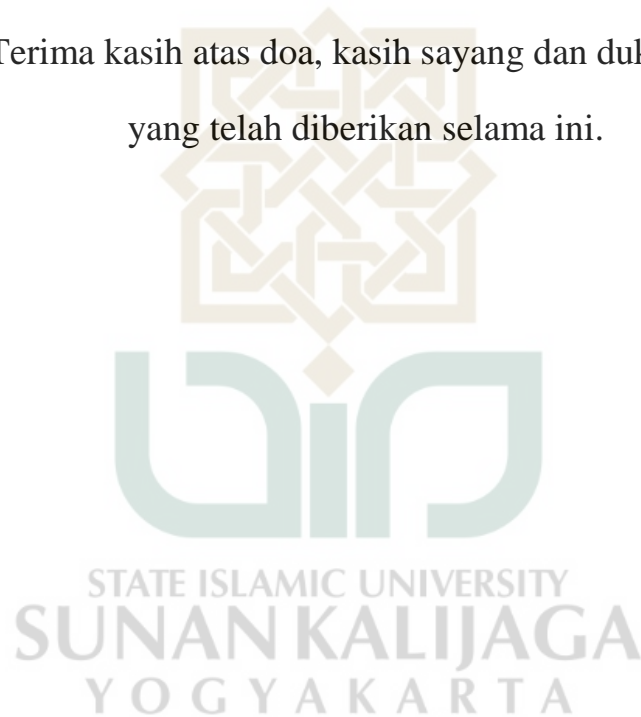 Terima kasih atas doa, kasih sayang dan
yang telah diberikan selama ini.
STATE ISLAMIC UNIVERSITY
SUNAN KALIJAGA
YOGYAKARTA